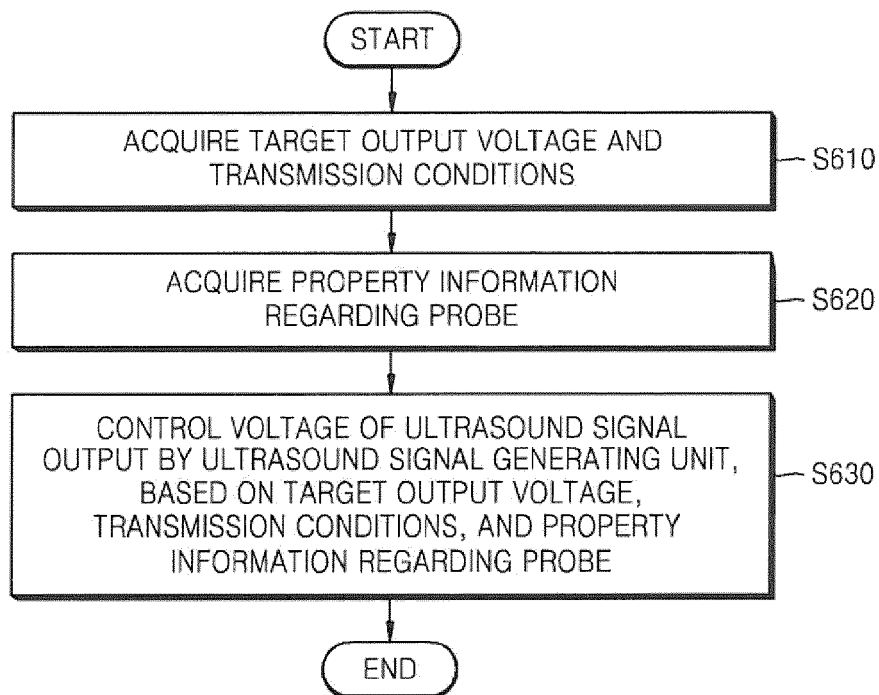 START
ACQUIRE TARGET OUTPUT VOLTAGE AND
TRANSMISSION CONDITIONS
S610
ACQUIRE PROPERTY INFORMATION
REGARDING PROBE
S620
CONTROL VOLTAGE OF ULTRASOUND SIGNAL
OUTPUT BY ULTRASOUND SIGNAL GENERATING UNIT,
BASED ON TARGET OUTPUT VOLTAGE,
TRANSMISSION CONDITIONS, AND PROPERTY
INFORMATION REGARDING PROBE
S630
END